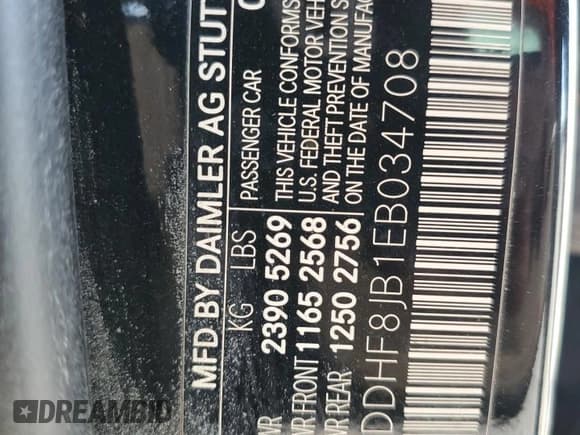 MFD BY DAIMLER AG STUT
KG LBS PASSENGER CAR
2390 5269 THIS VEHICLE CONFORMS
FRONT 1165 2568 U.S. FEDERAL MOTOR VEH
REAR 1250 2756 AND THEFT PREVENTION S
ON THE DATE OF MANUFAC
DDHF8JB1EB034708
DREAMBID